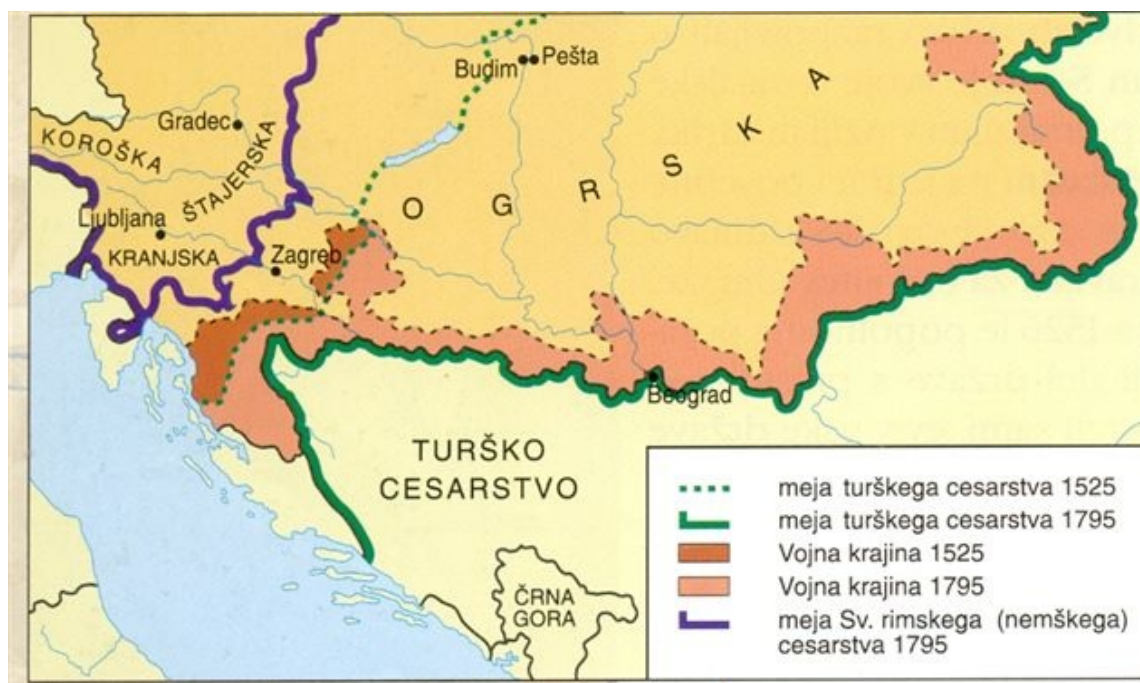 Budim
Pešta
Gradec
KOROŠKA
ŠTAJERSKA
OGRSKA
Ljubljana
KRANJSKA
Zagreb
Beograd
TURŠKO
CESARSTVO
ČRNA
GORA
meja turškega cesarstva 1525
meja turškega cesarstva 1795
Vojna krajina 1525
Vojna krajina 1795
meja Sv. rimskega (nemškega)
cesarstva 1795